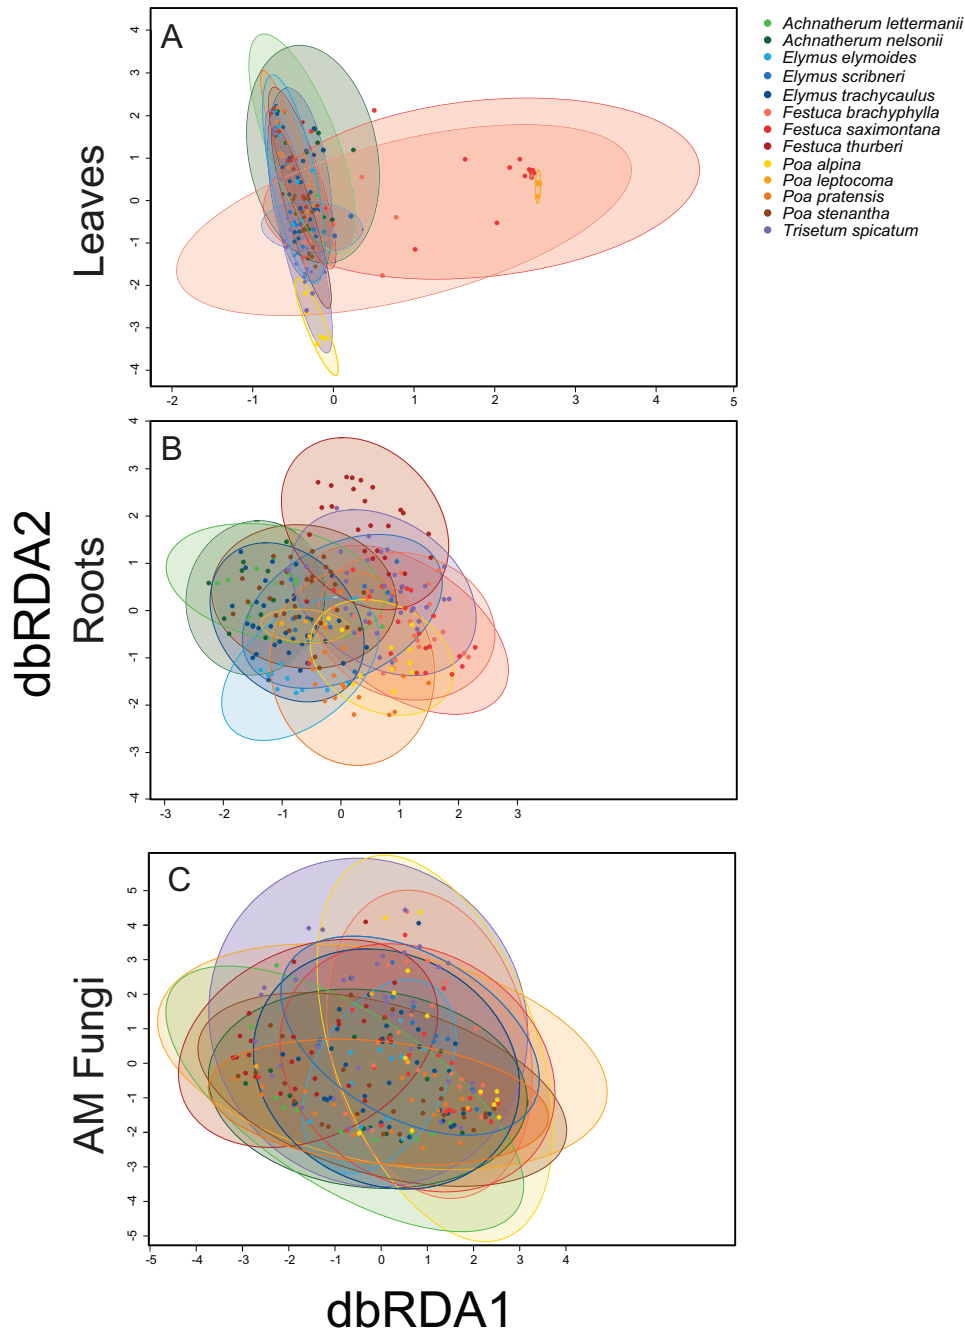 A
4
3
2
1
0
-1
-2
-3
-4
-2
-1
0
1
2
3
4
5
Leaves
Achnatherum lettermanii
Achnatherum nelsonii
Elymus elymoides
Elymus scribneri
Elymus trachycaulus
Festuca brachyphylla
Festuca saximontana
Festuca thurberi
Poa alpina
Poa leptocoma
Poa pratensis
Poa stenantha
Trisetum spicatum
B
4
3
2
1
0
-1
-2
-3
-4
-3
-2
-1
0
1
2
3
Roots
dbRDA2
C
5
4
3
2
1
0
-1
-2
-3
-4
-5
-5
-4
-3
-2
-1
0
1
2
3
4
AM Fungi
dbRDA1